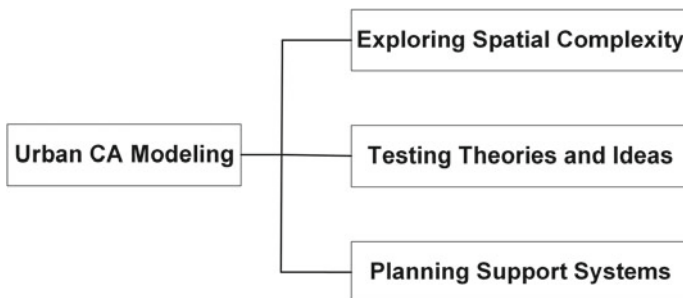 Exploring Spatial Complexity
Urban CA Modeling
Testing Theories and Ideas
Planning Support Systems